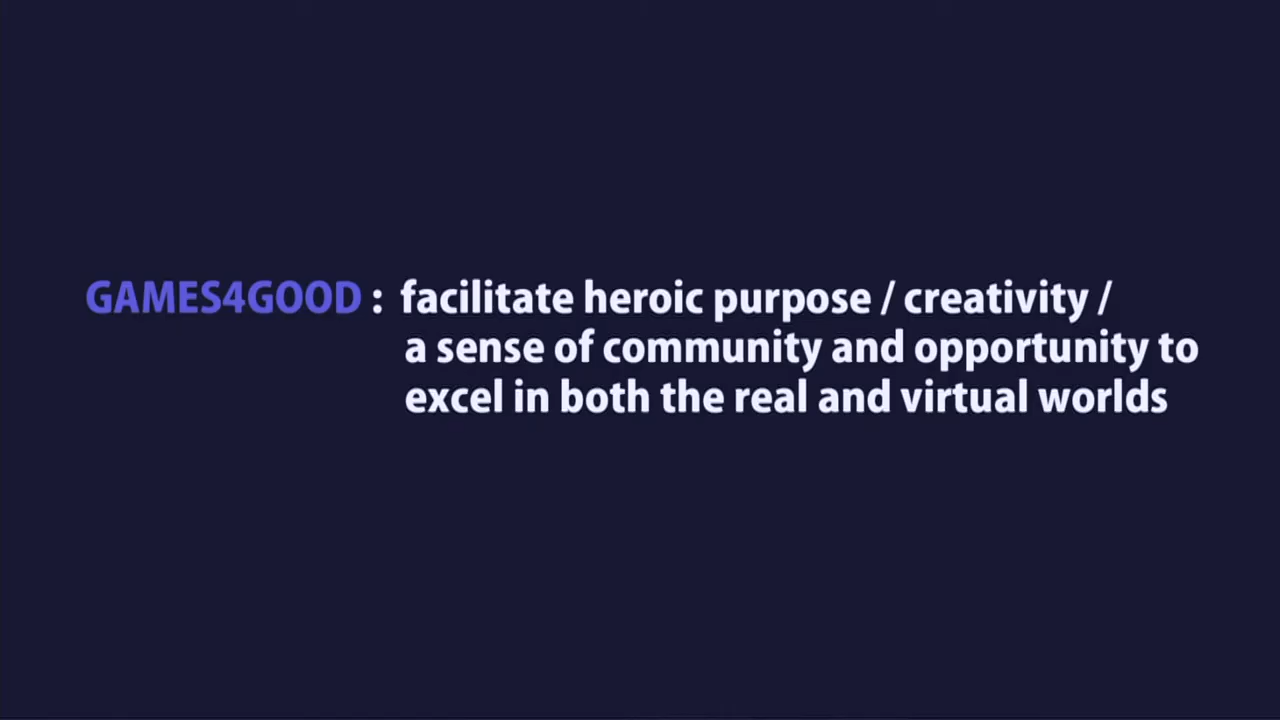 GAMES4GOOD : facilitate heroic purpose / creativity /
a sense of community and opportunity to
excel in both the real and virtual worlds